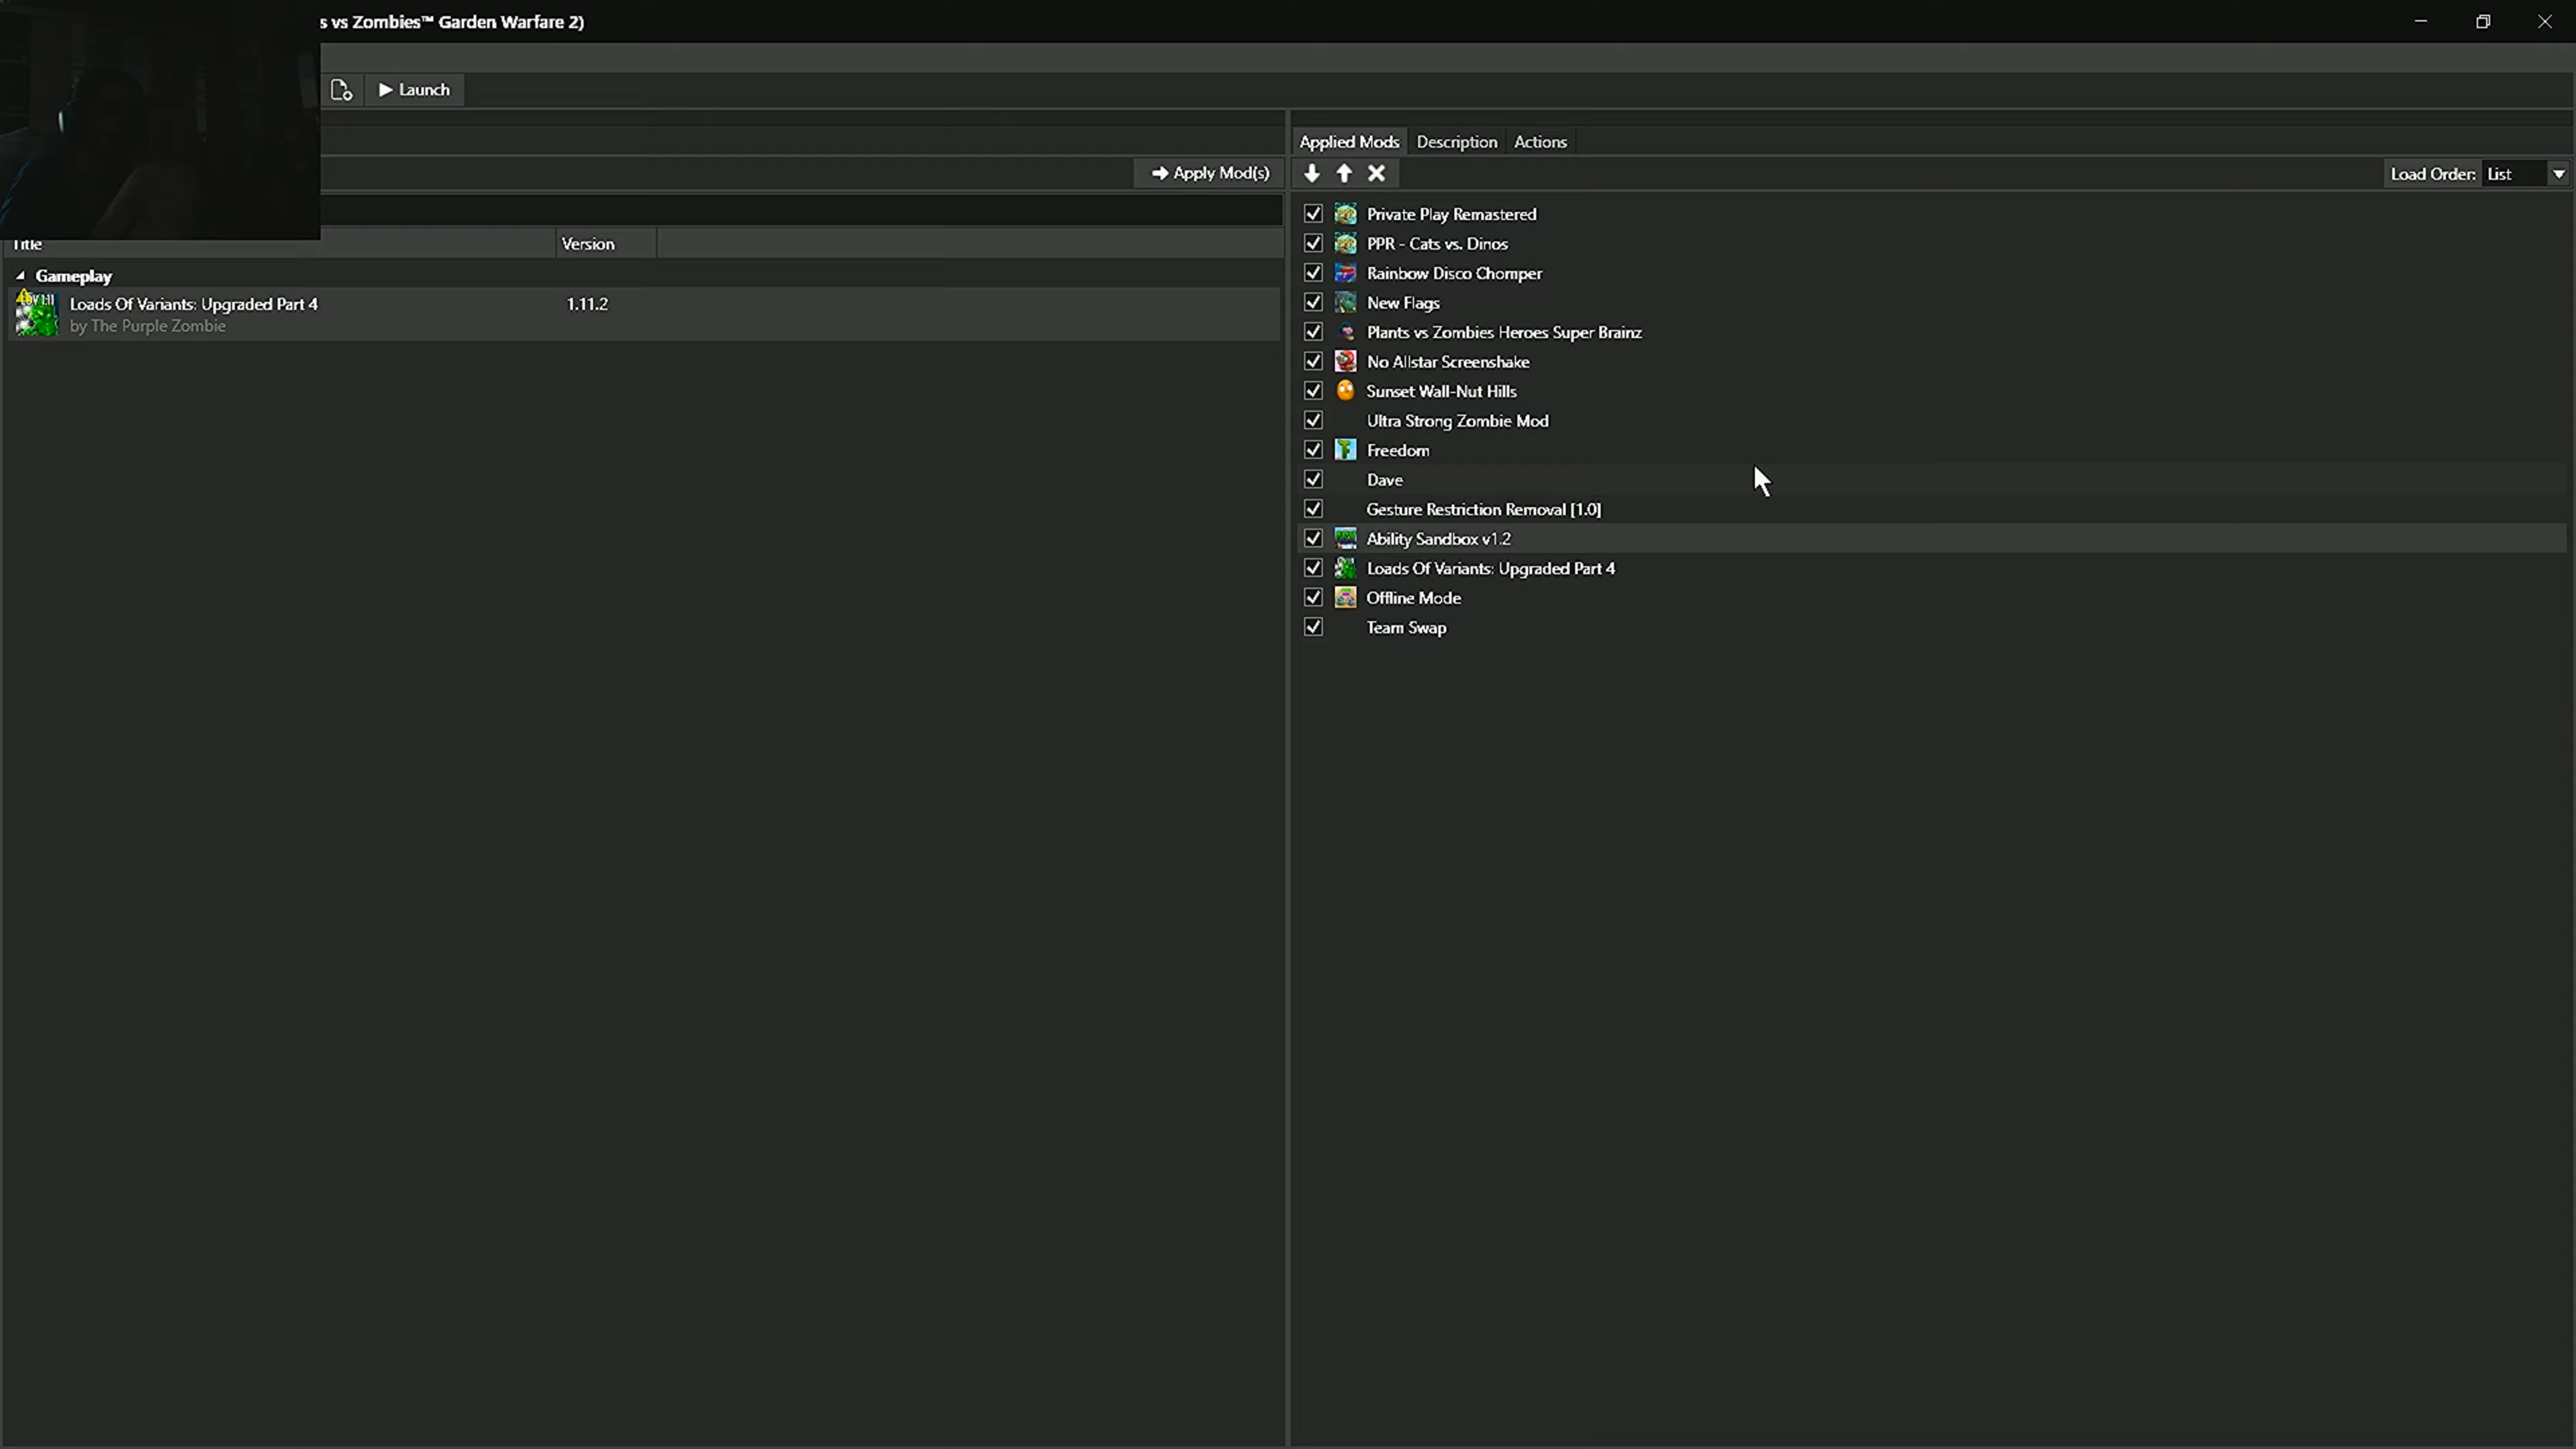 s vs Zombies™ Garden Warfare 2)
Launch
Applied Mods Description Actions
Apply Mod(s)
Load Order: List
Title Version
Gameplay
Loads Of Variants: Upgraded Part 4 1.11.2
by The Purple Zombie
Private Play Remastered
PPR - Cats vs. Dinos
Rainbow Disco Chomper
New Flags
Plants vs Zombies Heroes Super Brainz
No Allstar Screenshake
Sunset Wall-Nut Hills
Ultra Strong Zombie Mod
Freedom
Dave
Gesture Restriction Removal [1.0]
Ability Sandbox v1.2
Loads Of Variants: Upgraded Part 4
Offline Mode
Team Swap